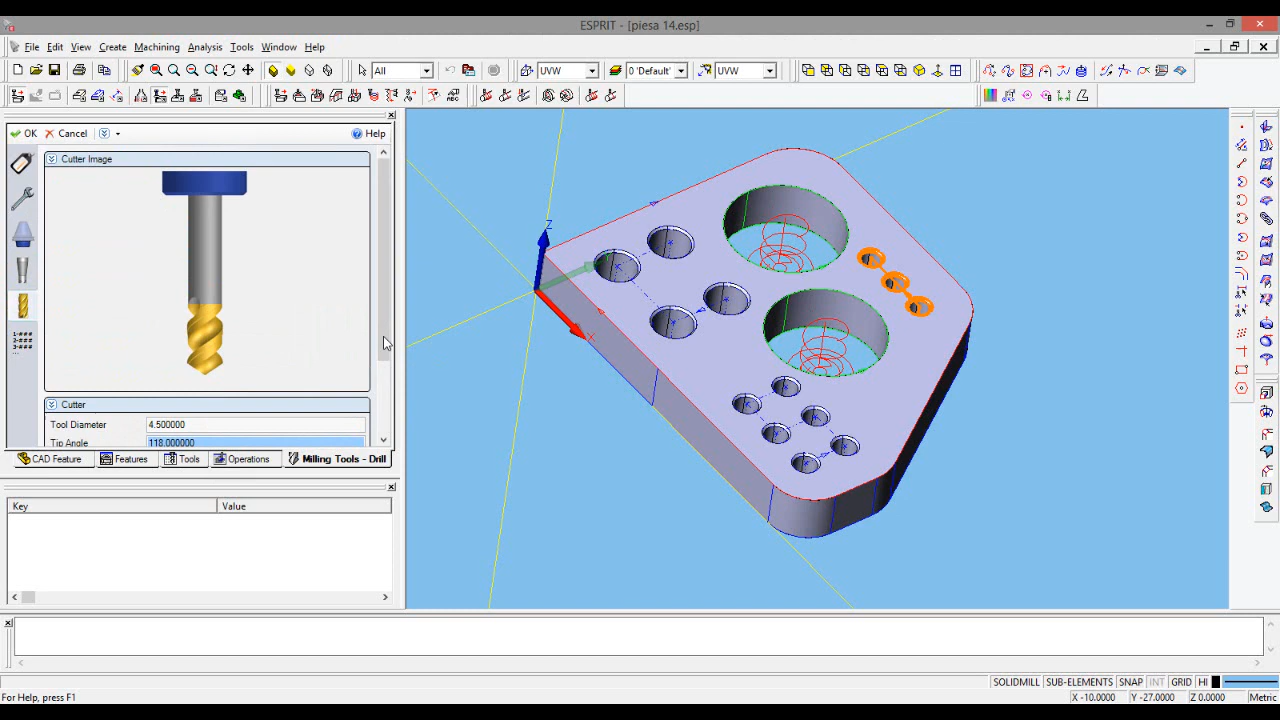 ESPRIT - [piesa 14.esp]
File Edit View Create Machining Analysis Tools Window Help
All UVW 0 'Default' UVW
OK Cancel Help
Cutter Image
Cutter
Tool Diameter 4.500000
Tip Angle 118.000000
CAD Feature Features Tools Operations Milling Tools - Drill
Key Value
Z
X
SOLIDMILL SUB-ELEMENTS SNAP INT GRID HI
For Help, press F1 X -10.0000 Y -27.0000 Z 0.0000 Metric